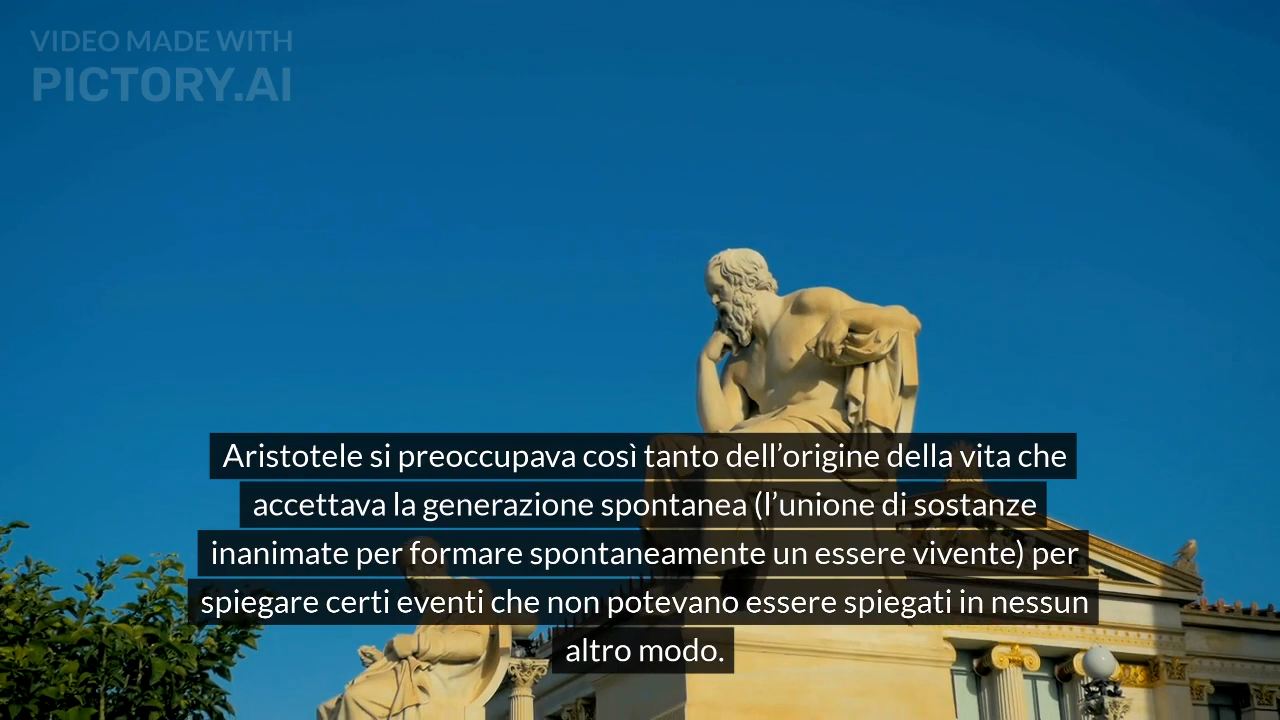 VIDEO MADE WITH
PICTORY.AI
Aristotele si preoccupava così tanto dell’origine della vita che
accettava la generazione spontanea (l’unione di sostanze
inanimate per formare spontaneamente un essere vivente) per
spiegare certi eventi che non potevano essere spiegati in nessun
altro modo.